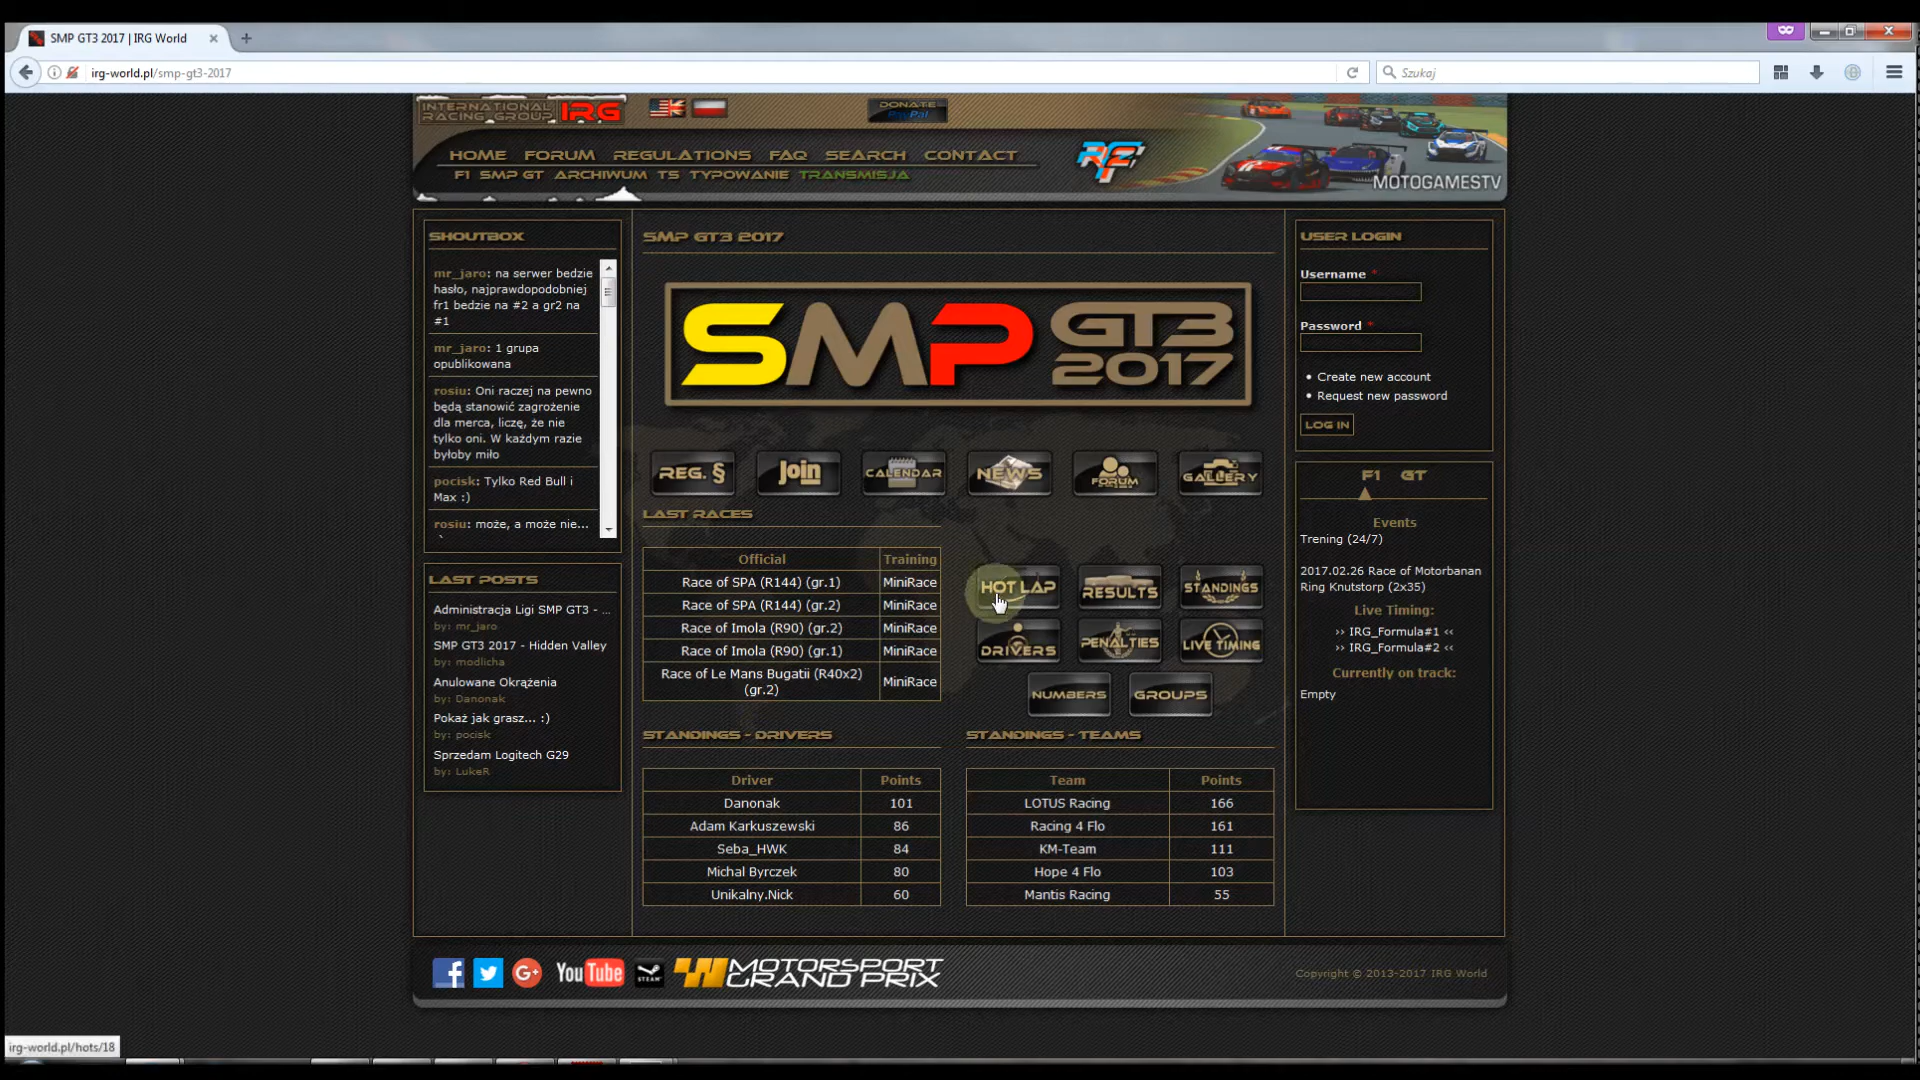 SMP GT3 2017 | IRG World
irg-world.pl/smp-gt3-2017
Szukaj
INTERNATIONAL
RACING GROUP IRG
DONATE
PayPal
HOME FORUM REGULATIONS FAQ SEARCH CONTACT
F1 SMP GT ARCHIWUM TS TYPOWANIE TRANSMISJA
RF2
MOTOGAMESTV
SHOUTBOX
mr_jaro: na serwer bedzie
hasło, najprawdopodobniej
fr1 bedzie na #2 a gr2 na
#1
mr_jaro: 1 grupa
opublikowana
rosiu: Oni raczej na pewno
będą stanowić zagrożenie
dla merca, liczę, że nie
tylko oni. W każdym razie
byłoby miło
pocisk: Tylko Red Bull i
Max :)
rosiu: może, a może nie...
LAST POSTS
Administracja Ligi SMP GT3 - ...
by: mr_jaro
SMP GT3 2017 - Hidden Valley
by: modlicha
Anulowane Okrążenia
by: Danonak
Pokaż jak grasz... :)
by: pocisk
Sprzedam Logitech G29
by: LukeR
SMP GT3 2017
SMP GT3
2017
REG. §
Join
CALENDAR
NEWS
FORUM
GALLERY
LAST RACES
Official Training
Race of SPA (R144) (gr.1) MiniRace
Race of SPA (R144) (gr.2) MiniRace
Race of Imola (R90) (gr.2) MiniRace
Race of Imola (R90) (gr.1) MiniRace
Race of Le Mans Bugatii (R40x2)
(gr.2) MiniRace
HOT LAP
RESULTS
STANDINGS
DRIVERS
PENALTIES
LIVE TIMING
NUMBERS
GROUPS
STANDINGS - DRIVERS
Driver Points
Danonak 101
Adam Karkuszewski 86
Seba_HWK 84
Michal Byrczek 80
Unikalny.Nick 60
STANDINGS - TEAMS
Team Points
LOTUS Racing 166
Racing 4 Flo 161
KM-Team 111
Hope 4 Flo 103
Mantis Racing 55
USER LOGIN
Username *
Password *
Create new account
Request new password
LOG IN
F1 GT
Events
Trening (24/7)
2017.02.26 Race of Motorbanan
Ring Knutstorp (2x35)
Live Timing:
›› IRG_Formula#1 ‹‹
›› IRG_Formula#2 ‹‹
Currently on track:
Empty
YouTube
STEAM
MOTORSPORT
GRAND PRIX
Copyright © 2013-2017 IRG World
irg-world.pl/hots/18